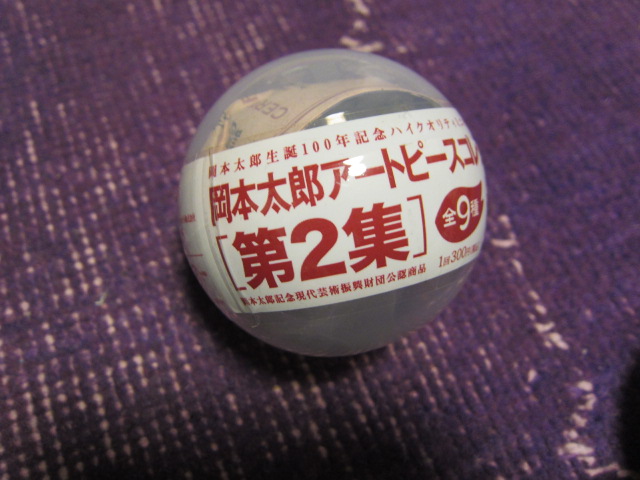 岡本太郎生誕100年記念ハイクオリティ
岡本太郎アートピースコレ
[第2集]
全9種
1回300円(税込)
岡本太郎記念現代芸術振興財団公認商品